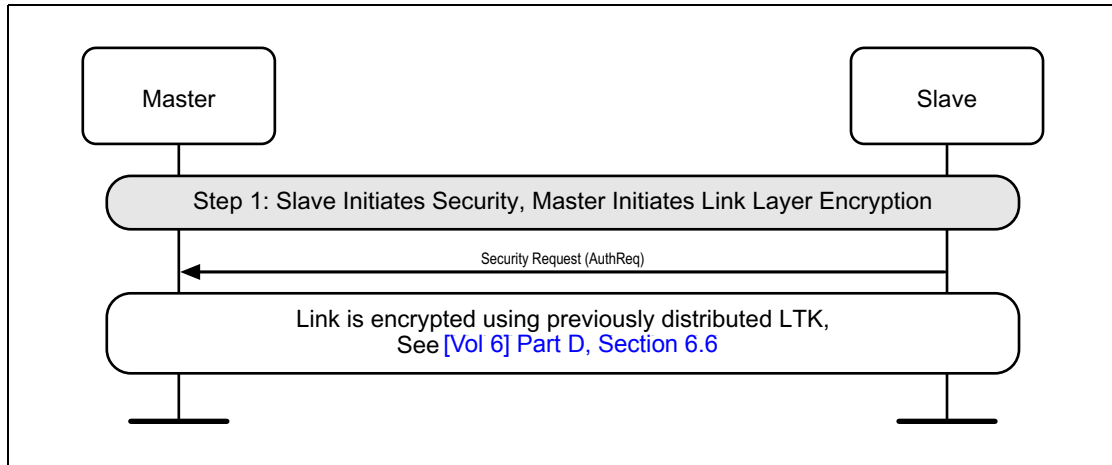 Master
Slave
Step 1: Slave Initiates Security, Master Initiates Link Layer Encryption
Security Request (AuthReq)
Link is encrypted using previously distributed LTK,
See [Vol 6] Part D, Section 6.6